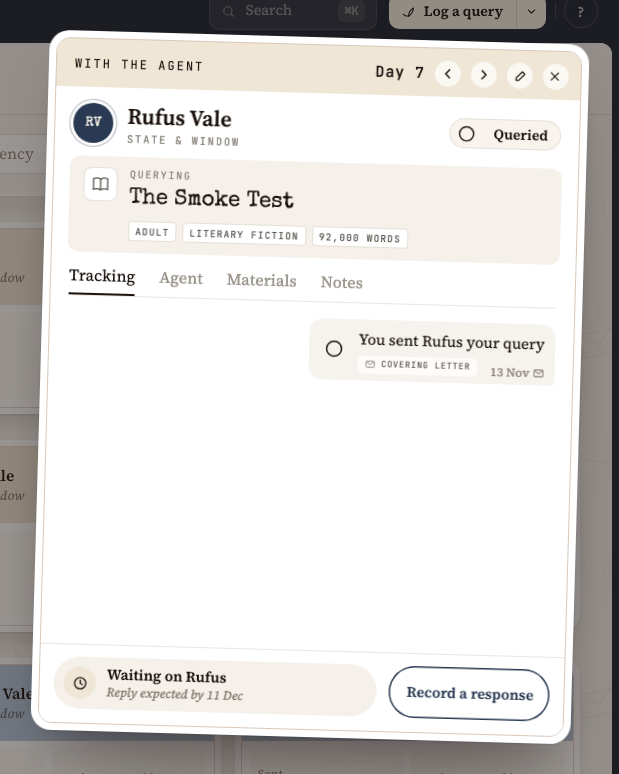 Search
⌘K
Log a query
?
WITH THE AGENT
Day 7
RV
Rufus Vale
STATE & WINDOW
Queried
ency
QUERYING
The Smoke Test
ADULT
LITERARY FICTION
92,000 WORDS
dow
Tracking
Agent
Materials
Notes
You sent Rufus your query
COVERING LETTER
13 Nov
le
dow
Waiting on Rufus
Reply expected by 11 Dec
Record a response
Vale
dow
Sent